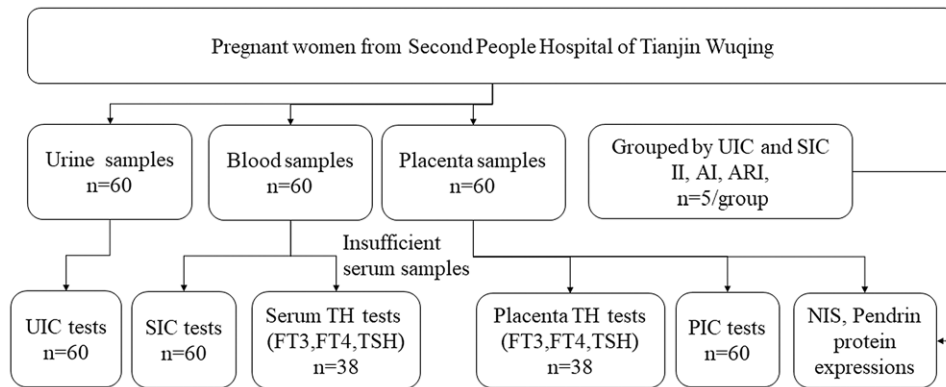 Pregnant women from Second People Hospital of Tianjin Wuqing
Urine samples
n=60
Blood samples
n=60
Placenta samples
n=60
Grouped by UIC and SIC
II, AI, ARI,
n=5/group
Insufficient
serum samples
UIC tests
n=60
SIC tests
n=60
Serum TH tests
(FT3,FT4,TSH)
n=38
Placenta TH tests
(FT3,FT4,TSH)
n=38
PIC tests
n=60
NIS, Pendrin
protein
expressions